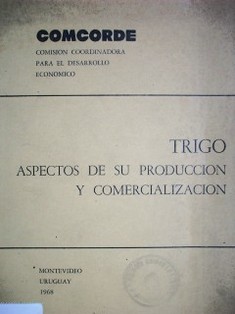 COMCORDE
COMISION COORDINADORA
PARA EL DESARROLLO
ECONOMICO
TRIGO
ASPECTOS DE SU PRODUCCION
Y COMERCIALIZACION
MONTEVIDEO
URUGUAY
1968